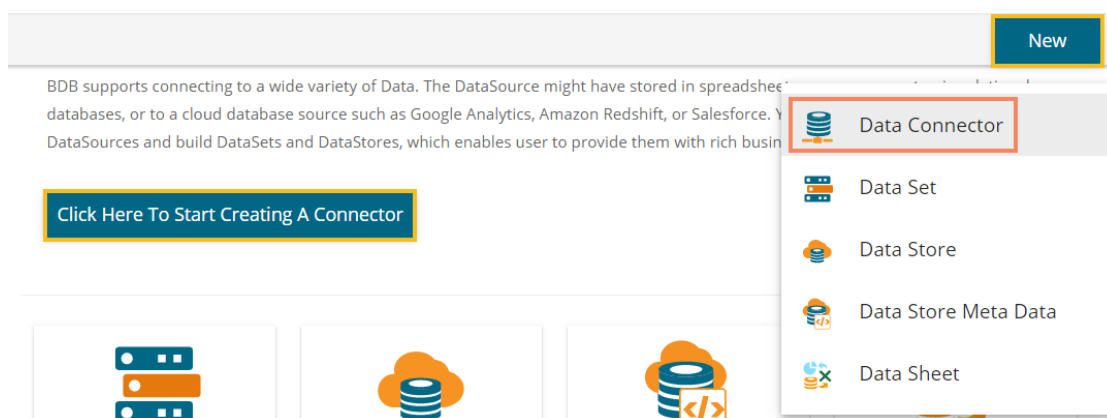 New
BDB supports connecting to a wide variety of Data. The DataSource might have stored in
databases, or to a cloud database source such as Google Analytics, Amazon Redshift, or Salesforce.
DataSources and build DataSets and DataStores, which enables user to provide them with rich
Click Here To Start Creating A Connector
Data Connector
Data Set
Data Store
Data Store Meta Data
Data Sheet